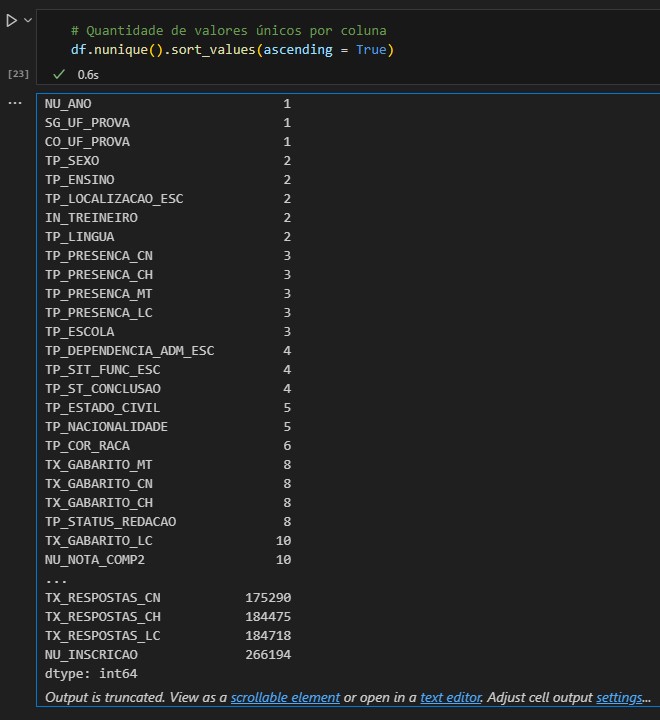 # Quantidade de valores únicos por coluna
df.nunique().sort_values(ascending = True)
[23] 0.6s
...
NU_ANO 1
SG_UF_PROVA 1
CO_UF_PROVA 1
TP_SEXO 2
TP_ENSINO 2
TP_LOCALIZACAO_ESC 2
IN_TREINEIRO 2
TP_LINGUA 2
TP_PRESENCA_CN 3
TP_PRESENCA_CH 3
TP_PRESENCA_MT 3
TP_PRESENCA_LC 3
TP_ESCOLA 3
TP_DEPENDENCIA_ADM_ESC 4
TP_SIT_FUNC_ESC 4
TP_ST_CONCLUSAO 4
TP_ESTADO_CIVIL 5
TP_NACIONALIDADE 5
TP_COR_RACA 6
TX_GABARITO_MT 8
TX_GABARITO_CN 8
TX_GABARITO_CH 8
TP_STATUS_REDACAO 8
TX_GABARITO_LC 10
NU_NOTA_COMP2 10
...
TX_RESPOSTAS_CN 175290
TX_RESPOSTAS_CH 184475
TX_RESPOSTAS_LC 184718
NU_INSCRICAO 266194
dtype: int64
Output is truncated. View as a scrollable element or open in a text editor. Adjust cell output settings...